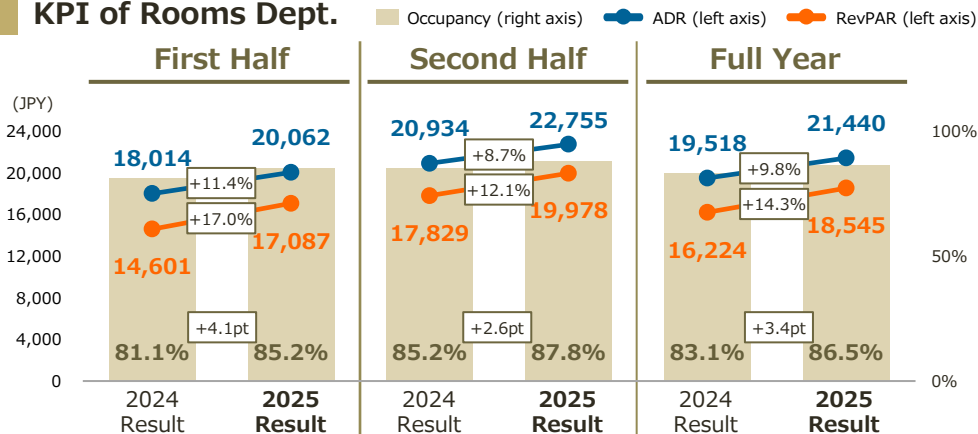 KPI of Rooms Dept.
Occupancy (right axis) ADR (left axis) RevPAR (left axis)
First Half Second Half Full Year
(JPY)
24,000
20,000
16,000
12,000
8,000
4,000
0
100%
50%
0%
18,014 20,062
+11.4%
+17.0%
14,601 17,087
+4.1pt
81.1% 85.2%
2024 Result
2025 Result
20,934 22,755
+8.7%
+12.1%
17,829 19,978
+2.6pt
85.2% 87.8%
2024 Result
2025 Result
19,518 21,440
+9.8%
+14.3%
16,224 18,545
+3.4pt
83.1% 86.5%
2024 Result
2025 Result